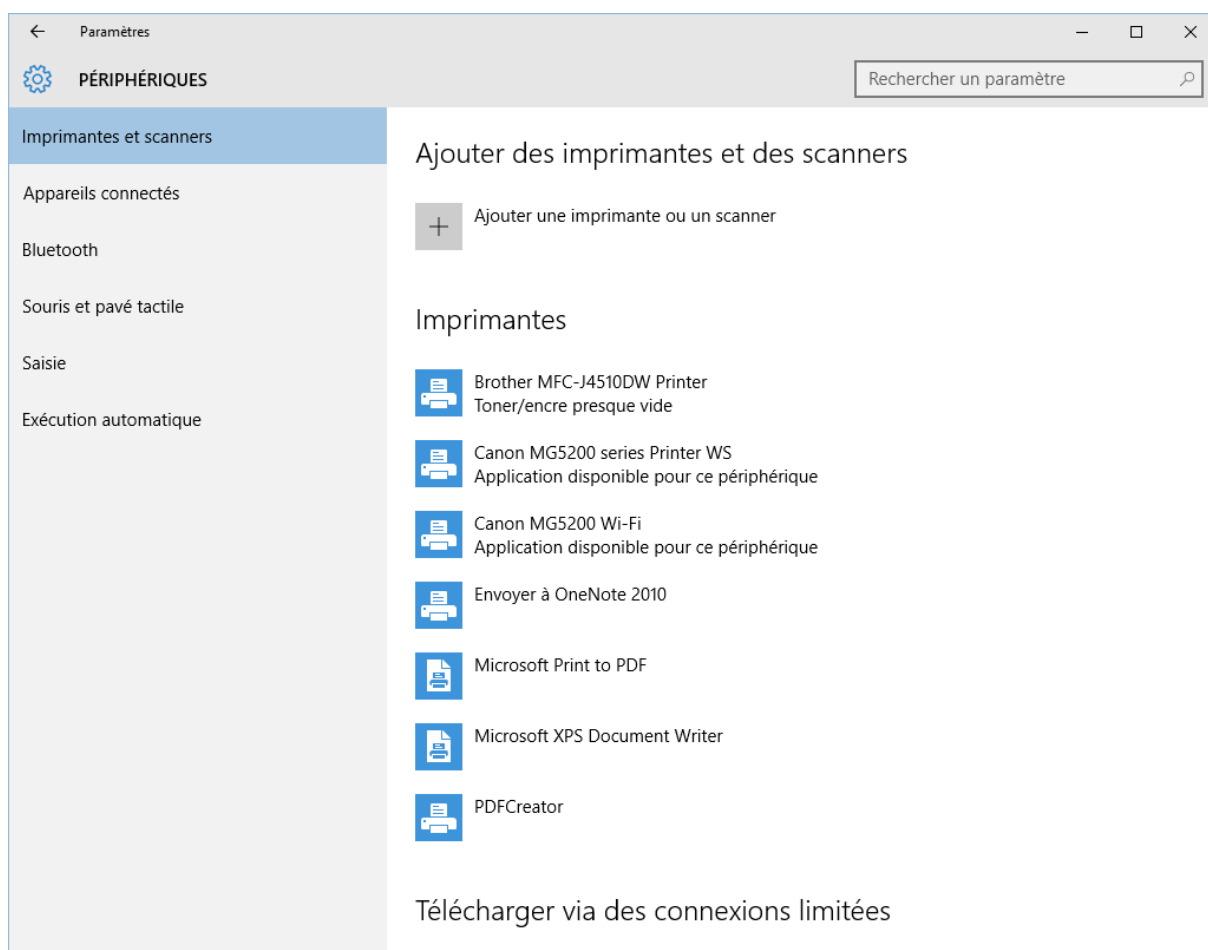 Paramètres
PÉRIPHÉRIQUES
Rechercher un paramètre
Imprimantes et scanners
Appareils connectés
Bluetooth
Souris et pavé tactile
Saisie
Exécution automatique
Ajouter des imprimantes et des scanners
Ajouter une imprimante ou un scanner
Imprimantes
Brother MFC-J4510DW Printer
Toner/encre presque vide
Canon MG5200 series Printer WS
Application disponible pour ce périphérique
Canon MG5200 Wi-Fi
Application disponible pour ce périphérique
Envoyer à OneNote 2010
Microsoft Print to PDF
Microsoft XPS Document Writer
PDFCreator
Télécharger via des connexions limitées